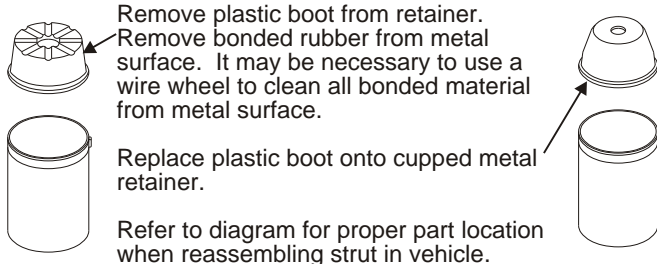 Remove plastic boot from retainer.
Remove bonded rubber from metal
surface.  It may be necessary to use a
wire wheel to clean all bonded material
from metal surface.
Replace plastic boot onto cupped metal
retainer.
Refer to diagram for proper part location
when reassembling strut in vehicle.